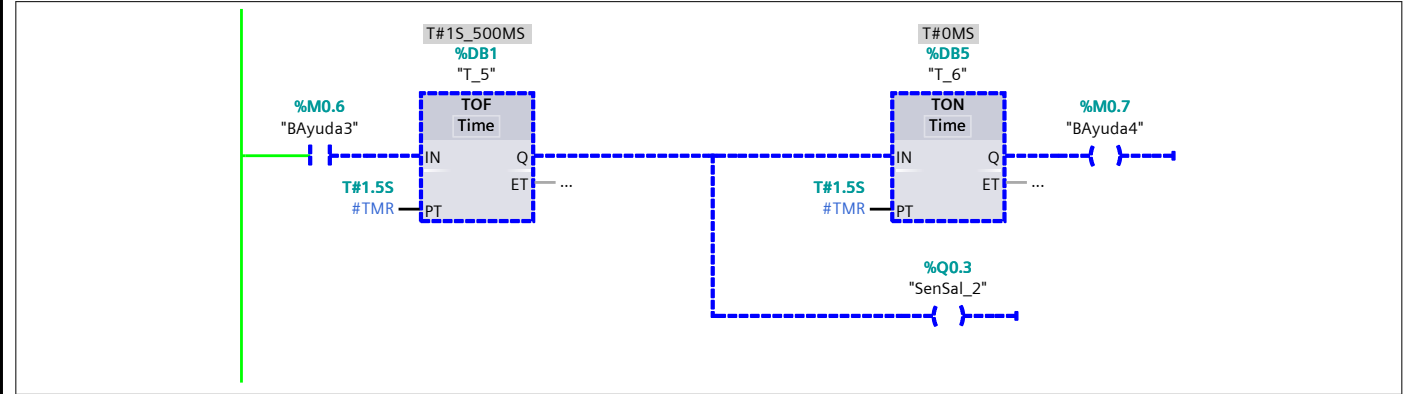 T#1S_500MS
%DB1
"T_5"
T#0MS
%DB5
"T_6"
%M0.6
"BAyuda3"
TOF
Time
TON
Time
%M0.7
"BAyuda4"
IN
Q
IN
Q
ET
...
ET
...
T#1.5S
#TMR
PT
T#1.5S
#TMR
PT
%Q0.3
"SenSal_2"